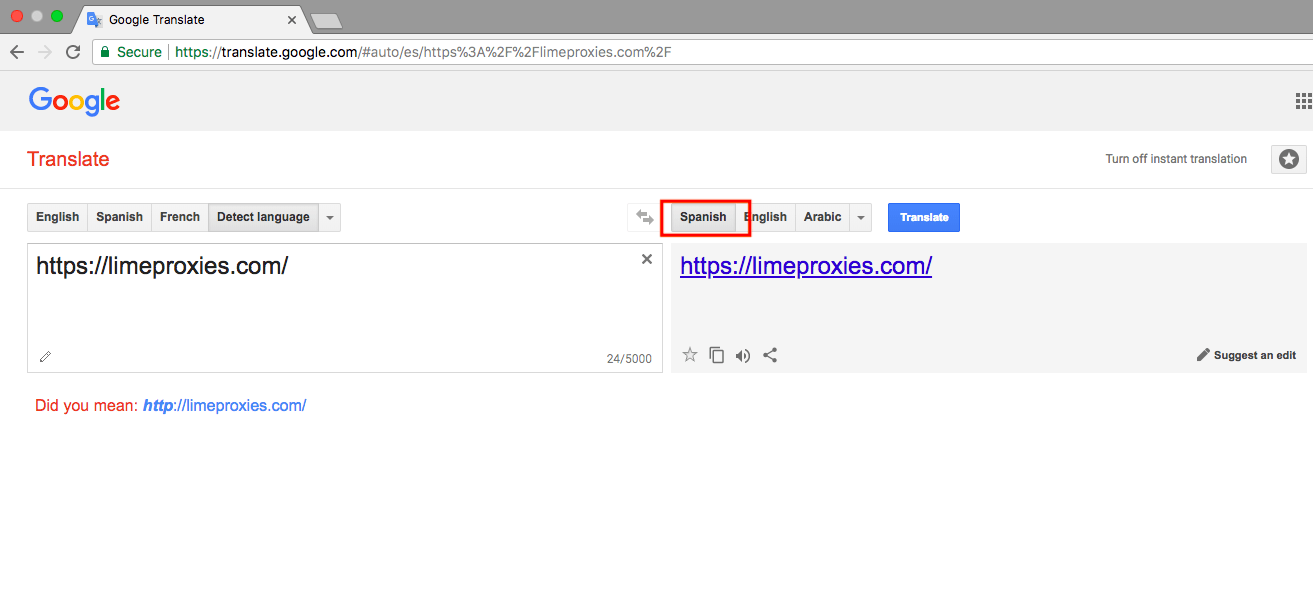 Google Translate
Secure https://translate.google.com/#auto/es/https%3A%2F%2Flimeproxies.com%2F
Google
Translate
Turn off instant translation
English Spanish French Detect language Spanish English Arabic Translate
https://limeproxies.com/
https://limeproxies.com/
24/5000
Suggest an edit
Did you mean: http://limeproxies.com/